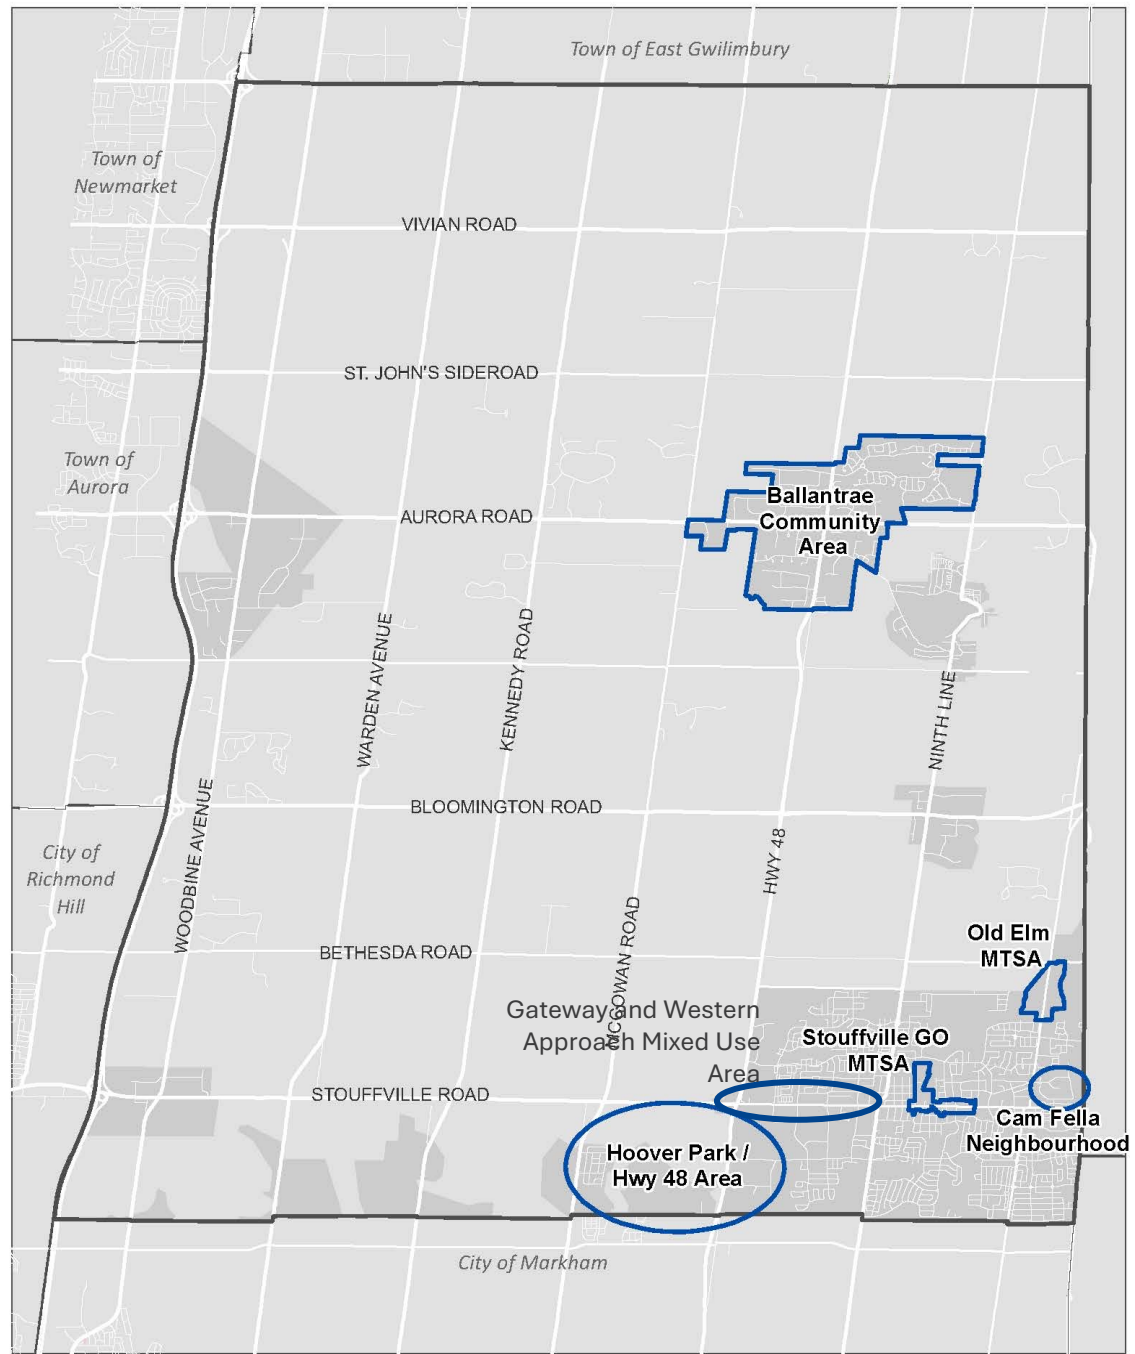 Town of East Gwilimbury
Town of
Newmarket
VIVIAN ROAD
ST. JOHN'S SIDEROAD
Town of
Aurora
Ballantrae
Community
Area
AURORA ROAD
WARDEN AVENUE
KENNEDY ROAD
NINTH LINE
WOODBINE AVENUE
BLOOMINGTON ROAD
HWY 48
City of
Richmond
Hill
MCCOWAN ROAD
Old Elm
MTSA
BETHESDA ROAD
Gateway and Western
Approach Mixed Use
Area
Stouffville GO
MTSA
STOUFFVILLE ROAD
Cam Fella
Neighbourhood
Hoover Park /
Hwy 48 Area
City of Markham